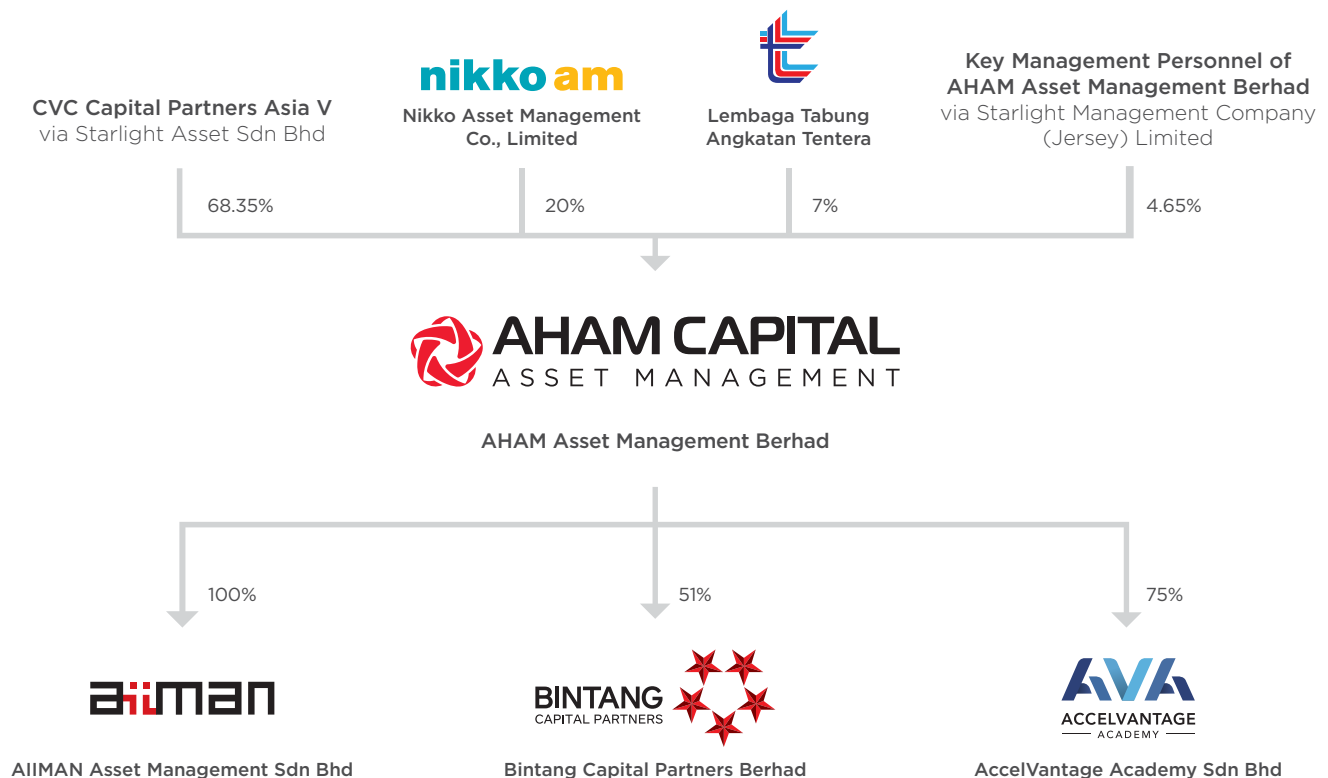 CVC Capital Partners Asia V
via Starlight Asset Sdn Bhd
nikko am
Nikko Asset Management
Co., Limited
Lembaga Tabung
Angkatan Tentera
Key Management Personnel of
AHAM Asset Management Berhad
via Starlight Management Company
(Jersey) Limited
68.35%
20%
7%
4.65%
AHAM CAPITAL
ASSET MANAGEMENT
AHAM Asset Management Berhad
100%
51%
75%
aiiman
BINTANG
CAPITAL PARTNERS
AVA
ACCELVANTAGE
ACADEMY
AIIMAN Asset Management Sdn Bhd
Bintang Capital Partners Berhad
AccelVantage Academy Sdn Bhd